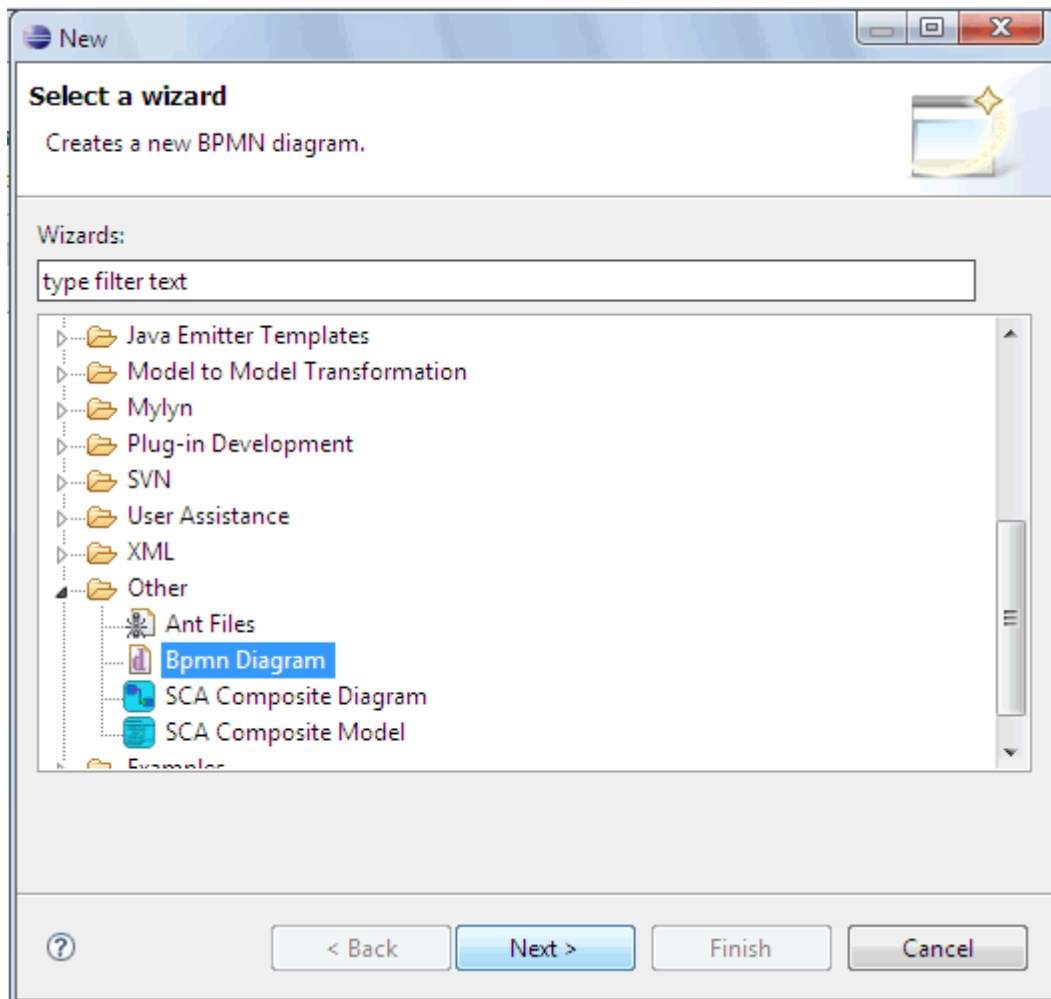 New
Select a wizard
Creates a new BPMN diagram.
Wizards:
type filter text
Java Emitter Templates
Model to Model Transformation
Mylyn
Plug-in Development
SVN
User Assistance
XML
Other
Ant Files
Bpmn Diagram
SCA Composite Diagram
SCA Composite Model
Examples
< Back Next > Finish Cancel